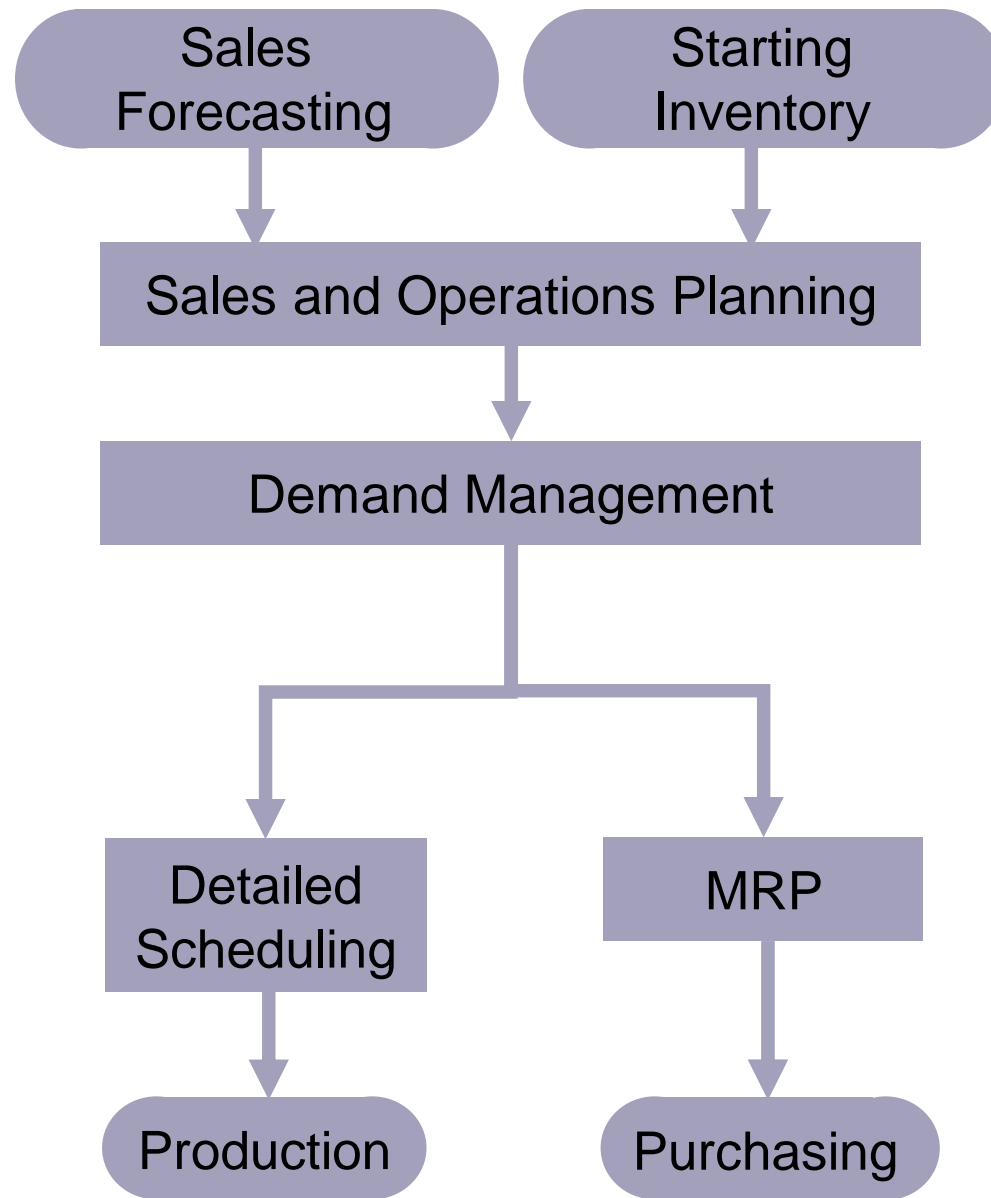 Sales
Forecasting
Starting
Inventory
Sales and Operations Planning
Demand Management
Detailed
Scheduling
MRP
Production
Purchasing